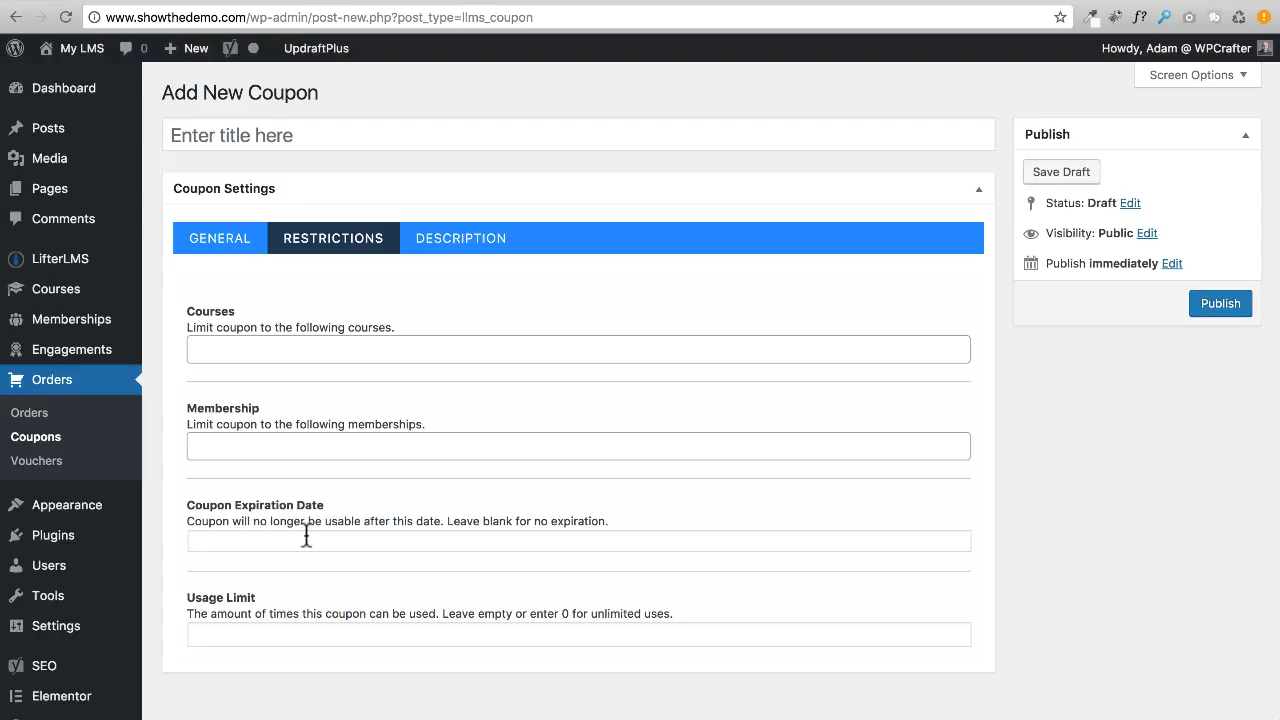 www.showthedemo.com/wp-admin/post-new.php?post_type=llms_coupon
My LMS 0 New UpdraftPlus Howdy, Adam @ WPCrafter
Screen Options
Dashboard
Posts
Media
Pages
Comments
LifterLMS
Courses
Memberships
Engagements
Orders
Orders
Coupons
Vouchers
Appearance
Plugins
Users
Tools
Settings
SEO
Elementor
Add New Coupon
Enter title here
Coupon Settings
GENERAL RESTRICTIONS DESCRIPTION
Courses
Limit coupon to the following courses.
Membership
Limit coupon to the following memberships.
Coupon Expiration Date
Coupon will no longer be usable after this date. Leave blank for no expiration.
Usage Limit
The amount of times this coupon can be used. Leave empty or enter 0 for unlimited uses.
Publish
Save Draft
Status: Draft Edit
Visibility: Public Edit
Publish immediately Edit
Publish